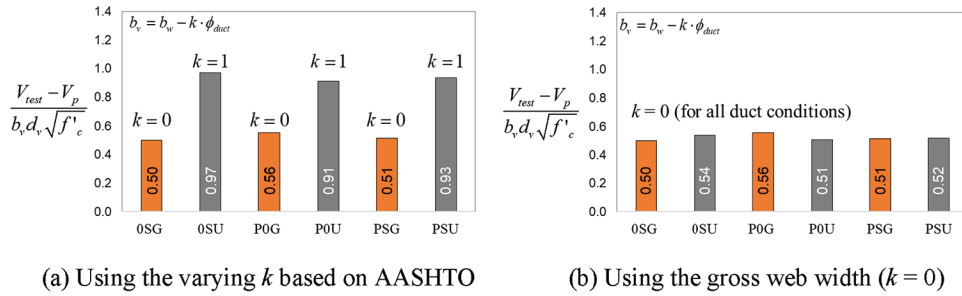 b_v = b_w − k · ϕ_duct
1.4
1.2
1.0
0.8
0.6
0.4
0.2
0.0
V_test − V_p
b_v d_v √f'_c
k = 0
k = 1
k = 0
k = 1
k = 0
k = 1
0.50
0.97
0.56
0.91
0.51
0.93
0SG
0SU
P0G
P0U
PSG
PSU
(a) Using the varying k based on AASHTO
b_v = b_w − k · ϕ_duct
1.4
1.2
1.0
0.8
0.6
0.4
0.2
0.0
V_test − V_p
b_v d_v √f'_c
k = 0 (for all duct conditions)
0.50
0.54
0.56
0.51
0.51
0.52
0SG
0SU
P0G
P0U
PSG
PSU
(b) Using the gross web width (k = 0)